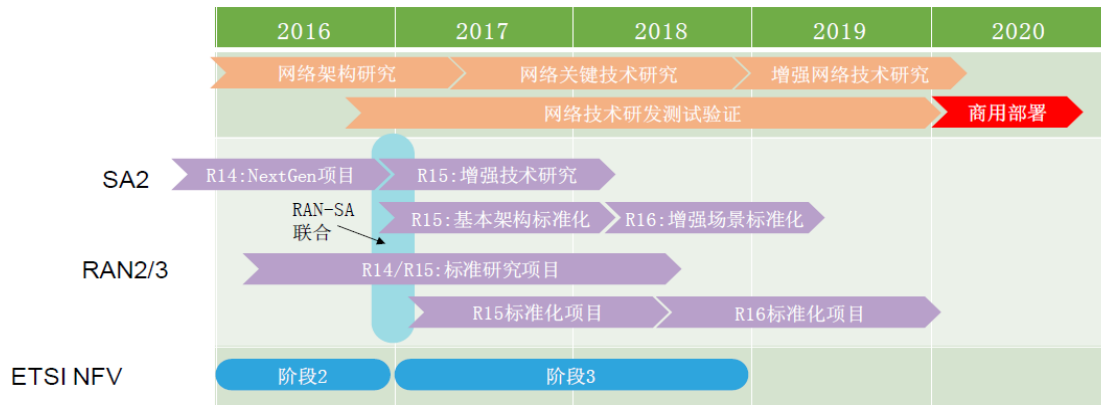 2016 2017 2018 2019 2020
网络架构研究 网络关键技术研究 增强网络技术研究
网络技术研发测试验证 商用部署
SA2 R14:NextGen项目 R15:增强技术研究
RAN-SA
联合
R15:基本架构标准化 R16:增强场景标准化
RAN2/3 R14/R15:标准研究项目
R15标准化项目 R16标准化项目
ETSI NFV 阶段2 阶段3